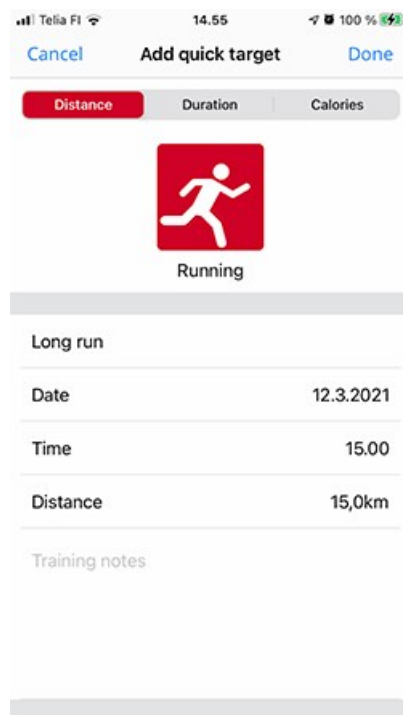 Telia FI 14.55 100 %
Cancel Add quick target Done
Distance Duration Calories
Running
Long run
Date 12.3.2021
Time 15.00
Distance 15,0km
Training notes